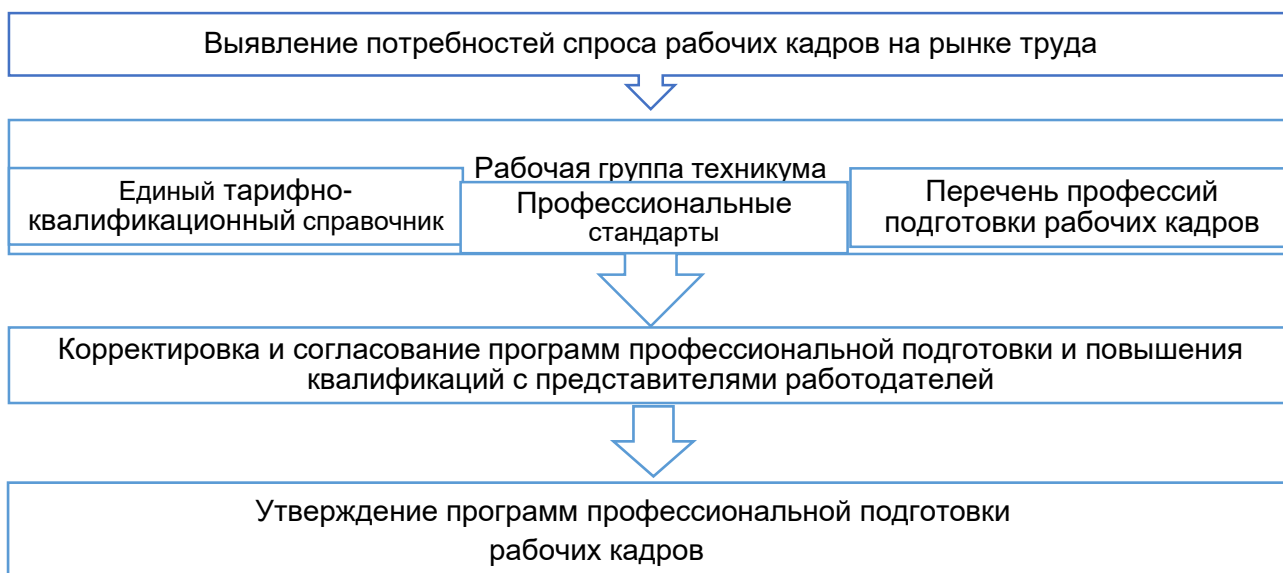 Выявление потребностей спроса рабочих кадров на рынке труда
Рабочая группа техникума
Единый тарифно-
квалификационный справочник
Профессиональные
стандарты
Перечень профессий
подготовки рабочих кадров
Корректировка и согласование программ профессиональной подготовки и повышения
квалификаций с представителями работодателей
Утверждение программ профессиональной подготовки
рабочих кадров